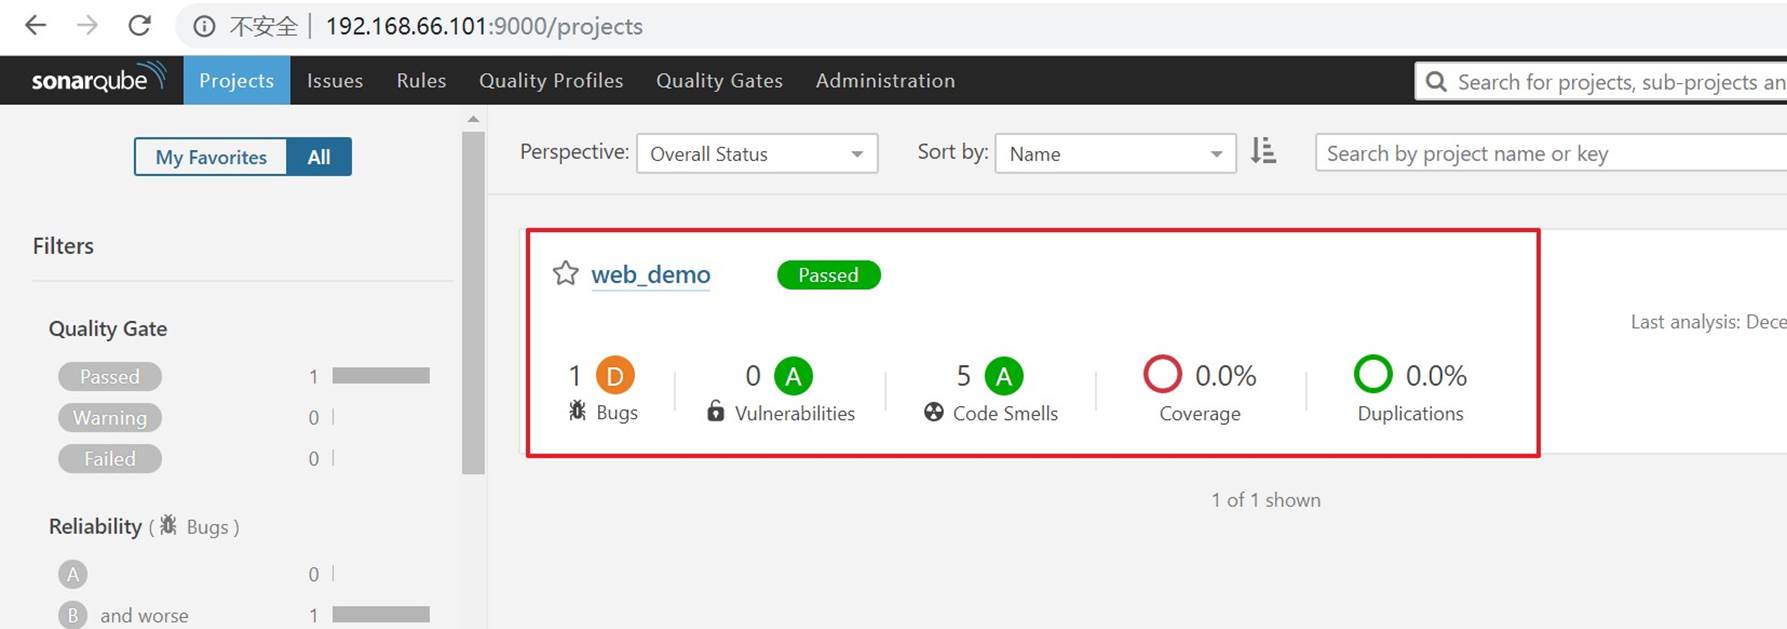 不安全 | 192.168.66.101:9000/projects
sonarqube Projects Issues Rules Quality Profiles Quality Gates Administration Search for projects, sub-projects an
My Favorites All
Perspective: Overall Status Sort by: Name Search by project name or key
Filters
web_demo Passed
Quality Gate
Passed 1
Warning 0
Failed 0
Last analysis: Dece
1 D 0 A 5 A 0.0% 0.0%
Bugs Vulnerabilities Code Smells Coverage Duplications
1 of 1 shown
Reliability ( Bugs )
A 0
B and worse 1